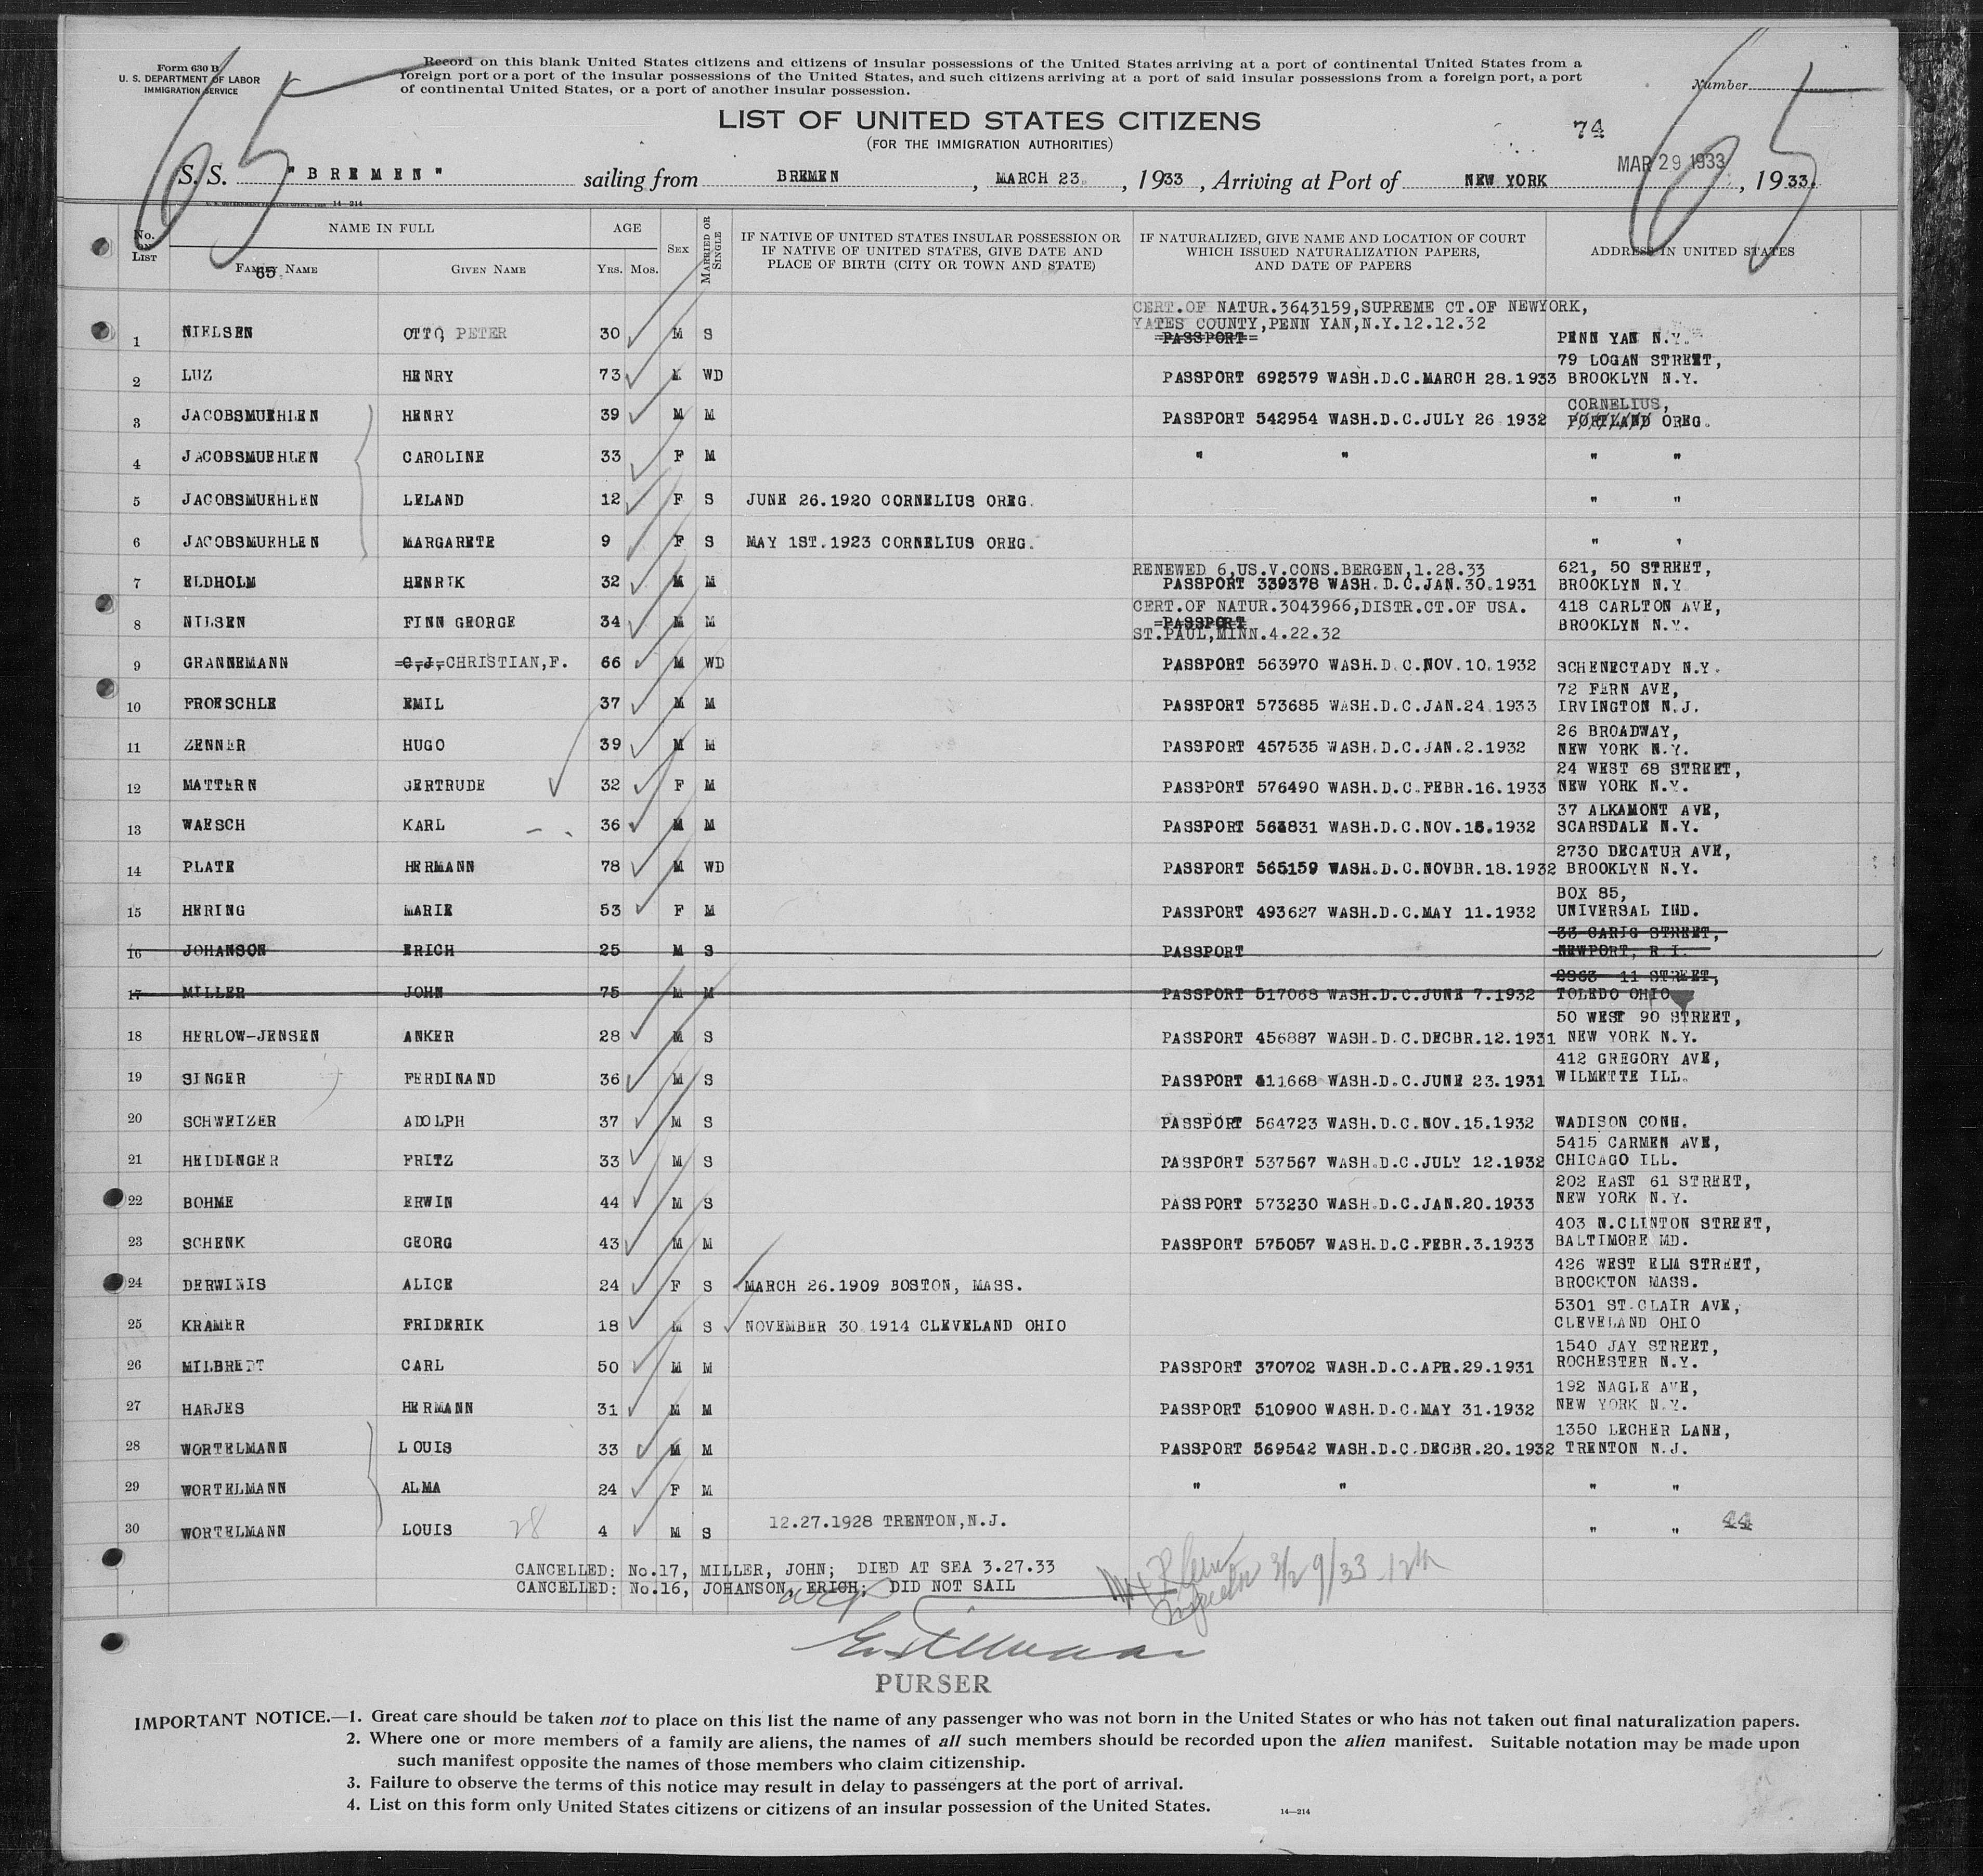 65 65
Form 630 B
U. S. DEPARTMENT OF LABOR
IMMIGRATION SERVICE
Record on this blank United States citizens and citizens of insular possessions of the United States arriving at a port of continental United States from a
foreign port or a port of the insular possessions of the United States, and such citizens arriving at a port of said insular possessions from a foreign port, a port
of continental United States, or a port of another insular possession.
Number
LIST OF UNITED STATES CITIZENS
(FOR THE IMMIGRATION AUTHORITIES)
74
MAR 29 1933
S. S. "BREMEN" sailing from BREMEN, MARCH 23, 1933, Arriving at Port of NEW YORK, 1933.
14-214
No. on List NAME IN FULL FAMILY NAME GIVEN NAME AGE YRS. MOS. SEX MARRIED OR SINGLE IF NATIVE OF UNITED STATES INSULAR POSSESSION OR IF NATIVE OF UNITED STATES, GIVE DATE AND PLACE OF BIRTH (CITY OR TOWN AND STATE) IF NATURALIZED, GIVE NAME AND LOCATION OF COURT WHICH ISSUED NATURALIZATION PAPERS, AND DATE OF PAPERS ADDRESS IN UNITED STATES
65.
CERT.OF NATUR.3643159,SUPREME CT.OF NEWYORK,
YATES COUNTY,PENN YAN,N.Y.12.12.32
1 NIELSEN OTTO, PETER 30 M S PASSPORT PENN YAN N.Y.
79 LOGAN STREET,
2 LUZ HENRY 73 M WD PASSPORT 692579 WASH.D.C.MARCH 28.1933 BROOKLYN N.Y.
CORNELIUS,
3 JACOBSMUEHLEN HENRY 39 M M PASSPORT 542954 WASH.D.C.JULY 26 1932 PORTLAND OREG.
4 JACOBSMUEHLEN CAROLINE 33 F M " " " "
5 JACOBSMUEHLEN LELAND 12 F S JUNE 26.1920 CORNELIUS OREG. " "
6 JACOBSMUEHLEN MARGARETE 9 F S MAY 1ST.1923 CORNELIUS OREG. " "
RENEWED 6,US.V.CONS.BERGEN,1.28.33 621, 50 STREET,
7 ELDHOLM HENRIK 32 M M PASSPORT 339378 WASH.D.C.JAN.30.1931 BROOKLYN N.Y
CERT.OF NATUR.3043966,DISTR.CT.OF USA. 418 CARLTON AVE,
8 NILSEN FINN GEORGE 34 M M PASSPORT BROOKLYN N.Y.
ST.PAUL,MINN.4.22.32
9 GRANNEMANN C,J, CHRISTIAN,F. 66 M WD PASSPORT 563970 WASH.D.C.NOV.10.1932 SCHENECTADY N.Y.
72 FERN AVE,
10 FROESCHLE EMIL 37 M M PASSPORT 573685 WASH.D.C.JAN.24.1933 IRVINGTON N.J.
26 BROADWAY,
11 ZENNER HUGO 39 M M PASSPORT 457535 WASH.D.C.JAN.2.1932 NEW YORK N.Y.
24 WEST 68 STREET,
12 MATTERN GERTRUDE 32 F M PASSPORT 576490 WASH.D.C.FEBR.16.1933 NEW YORK N.Y.
37 ALKAMONT AVE,
13 WAESCH KARL 36 M M PASSPORT 564831 WASH.D.C.NOV.15.1932 SCARSDALE N.Y.
2730 DECATUR AVE,
14 PLATE HERMANN 78 M WD PASSPORT 565159 WASH.D.C.NOVBR.18.1932 BROOKLYN N.Y.
BOX 85,
15 HERING MARIE 53 F M PASSPORT 493627 WASH.D.C.MAY 11.1932 UNIVERSAL IND.
33 CARIG STREET,
16 JOHANSON ERICH 25 M S PASSPORT NEWPORT, R.I.
2863 11 STREET,
17 MILLER JOHN 75 M M PASSPORT 517068 WASH.D.C.JUNE 7.1932 TOLEDO OHIO
50 WEST 90 STREET,
18 HERLOW-JENSEN ANKER 28 M S PASSPORT 456887 WASH.D.C.DECBR.12.1931 NEW YORK N.Y.
412 GREGORY AVE,
19 SINGER FERDINAND 36 M S PASSPORT 411668 WASH.D.C.JUNE 23.1931 WILMETTE ILL.
20 SCHWEIZER ADOLPH 37 M S PASSPORT 564723 WASH.D.C.NOV.15.1932 WADISON CONN.
5415 CARMEN AVE,
21 HEIDINGER FRITZ 33 M S PASSPORT 537567 WASH.D.C.JULY 12.1932 CHICAGO ILL.
202 EAST 61 STREET,
22 BOHME ERWIN 44 M S PASSPORT 573230 WASH.D.C.JAN.20.1933 NEW YORK N.Y.
403 N.CLINTON STREET,
23 SCHENK GEORG 43 M M PASSPORT 575057 WASH.D.C.FEBR.3.1933 BALTIMORE MD.
426 WEST ELM STREET,
24 DERWINIS ALICE 24 F S MARCH 26.1909 BOSTON, MASS. BROCKTON MASS.
5301 ST.CLAIR AVE,
25 KRAMER FRIDERIK 18 M S NOVEMBER 30 1914 CLEVELAND OHIO CLEVELAND OHIO
1540 JAY STREET,
26 MILBREDT CARL 50 M M PASSPORT 370702 WASH.D.C.APR.29.1931 ROCHESTER N.Y.
192 NAGLE AVE,
27 HARJES HERMANN 31 M M PASSPORT 510900 WASH.D.C.MAY 31.1932 NEW YORK N.Y.
1350 LECHER LANE,
28 WORTELMANN LOUIS 33 M M PASSPORT 569542 WASH.D.C.DECBR.20.1932 TRENTON N.J.
29 WORTELMANN ALMA 24 F M " " " "
30 WORTELMANN LOUIS 28 4 M S 12.27.1928 TRENTON,N.J. " " 44
CANCELLED: No.17, MILLER, JOHN; DIED AT SEA 3.27.33
CANCELLED: No.16, JOHANSON, ERICH; DID NOT SAIL
Inspector 3/29/33
PURSER
IMPORTANT NOTICE.—1. Great care should be taken not to place on this list the name of any passenger who was not born in the United States or who has not taken out final naturalization papers.
2. Where one or more members of a family are aliens, the names of all such members should be recorded upon the alien manifest. Suitable notation may be made upon
such manifest opposite the names of those members who claim citizenship.
3. Failure to observe the terms of this notice may result in delay to passengers at the port of arrival.
4. List on this form only United States citizens or citizens of an insular possession of the United States.
14—214